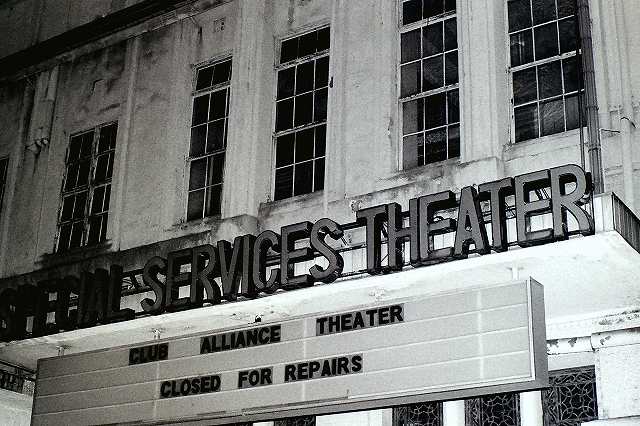 SPECIAL SERVICES THEATER
CLUB ALLIANCE THEATER
CLOSED FOR REPAIRS